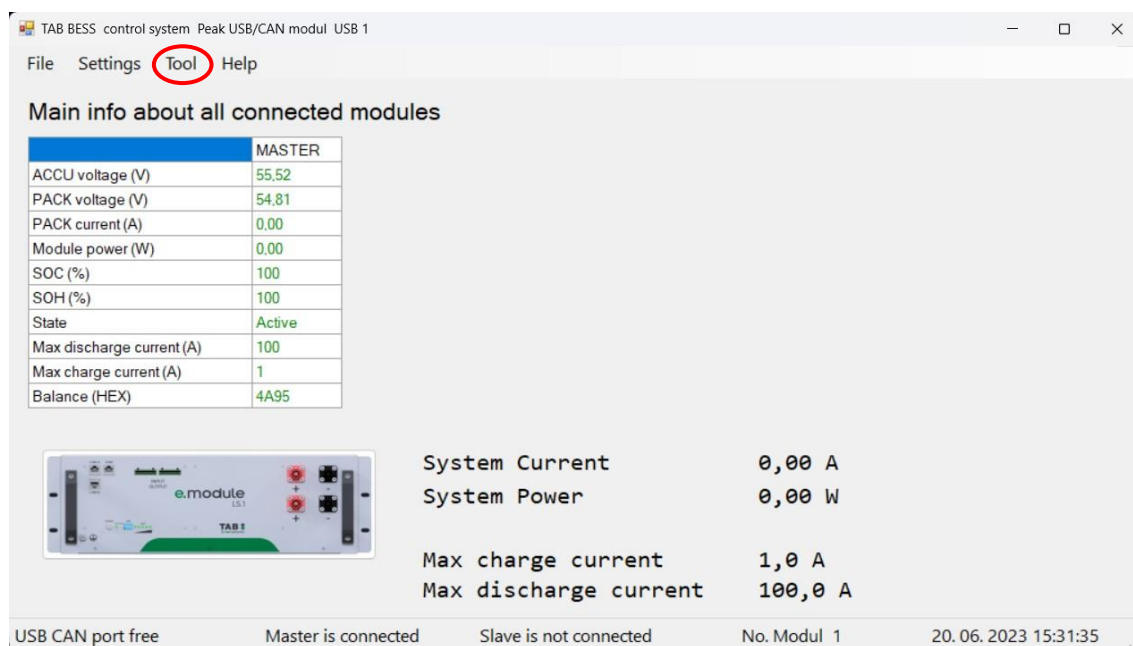 TAB BESS control system Peak USB/CAN modul USB 1
File Settings Tool Help
Main info about all connected modules
MASTER
ACCU voltage (V) 55,52
PACK voltage (V) 54,81
PACK current (A) 0,00
Module power (W) 0,00
SOC (%) 100
SOH (%) 100
State Active
Max discharge current (A) 100
Max charge current (A) 1
Balance (HEX) 4A95
e.module
LS.1
TAB
System Current 0,00 A
System Power 0,00 W
Max charge current 1,0 A
Max discharge current 100,0 A
USB CAN port free Master is connected Slave is not connected No. Modul 1 20. 06. 2023 15:31:35